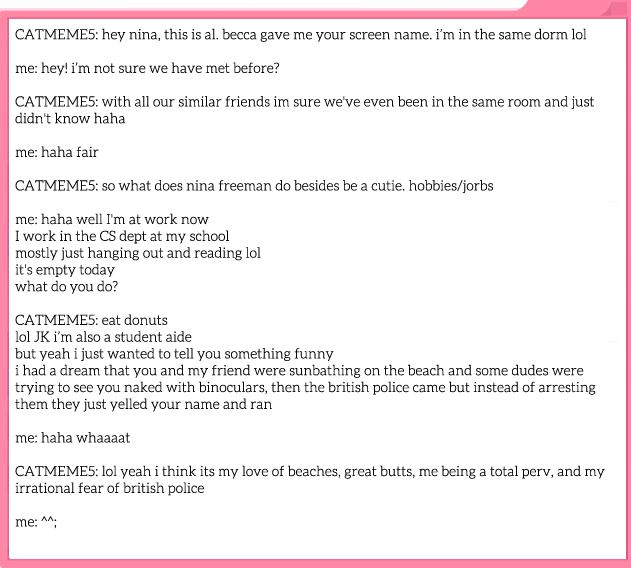 CATMEME5: hey nina, this is al. becca gave me your screen name. i'm in the same dorm lol
me: hey! i'm not sure we have met before?
CATMEME5: with all our similar friends im sure we've even been in the same room and just
didn't know haha
me: haha fair
CATMEME5: so what does nina freeman do besides be a cutie. hobbies/jorbs
me: haha well I'm at work now
I work in the CS dept at my school
mostly just hanging out and reading lol
it's empty today
what do you do?
CATMEME5: eat donuts
lol JK i'm also a student aide
but yeah i just wanted to tell you something funny
i had a dream that you and my friend were sunbathing on the beach and some dudes were
trying to see you naked with binoculars, then the british police came but instead of arresting
them they just yelled your name and ran
me: haha whaaaat
CATMEME5: lol yeah i think its my love of beaches, great butts, me being a total perv, and my
irrational fear of british police
me: ^^;